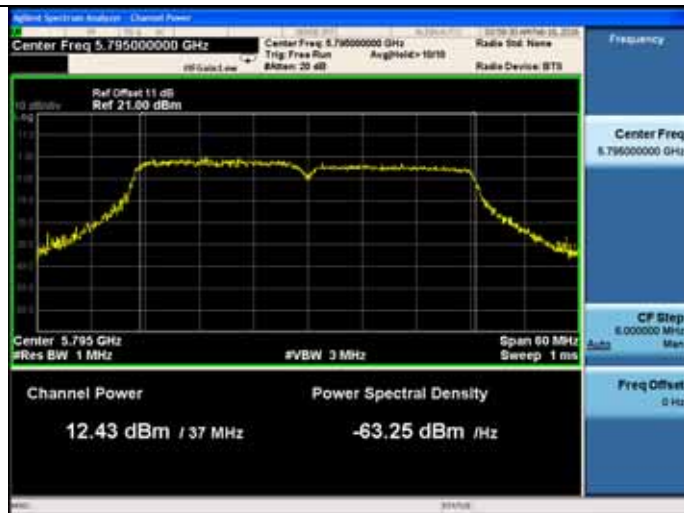 Agilent Spectrum Analyzer - Channel Power
Center Freq 5.795000000 GHz
Center Freq: 5.795000000 GHz
Radio Std: None
Trig: Free Run
Avg|Hold:> 10/10
#IFGain:Low
#Atten: 20 dB
Radio Device: BTS
Frequency
Ref Offset 11 dB
10 dB/div
Ref 21.00 dBm
Log
Center Freq
5.795000000 GHz
Center 5.795 GHz
Span 60 MHz
#Res BW 1 MHz
#VBW 3 MHz
Sweep 1 ms
CF Step
6.000000 MHz
Auto
Man
Freq Offset
0 Hz
Channel Power
Power Spectral Density
12.43 dBm / 37 MHz
-63.25 dBm /Hz
MSG
STATUS